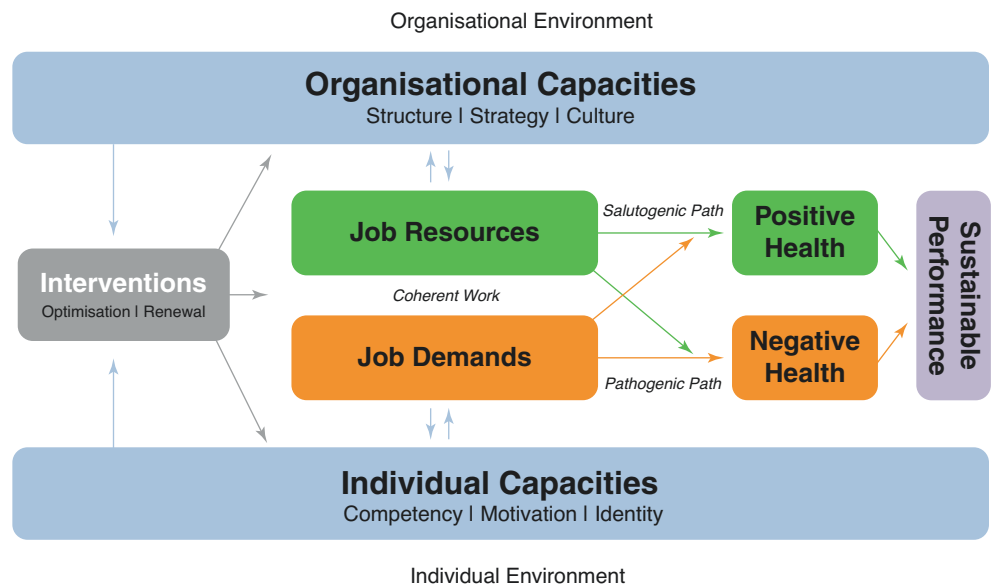 Organisational Environment
Organisational Capacities
Structure | Strategy | Culture
Job Resources
Salutogenic Path
Positive
Health
Interventions
Optimisation | Renewal
Coherent Work
Job Demands
Pathogenic Path
Negative
Health
Sustainable
Performance
Individual Capacities
Competency | Motivation | Identity
Individual Environment